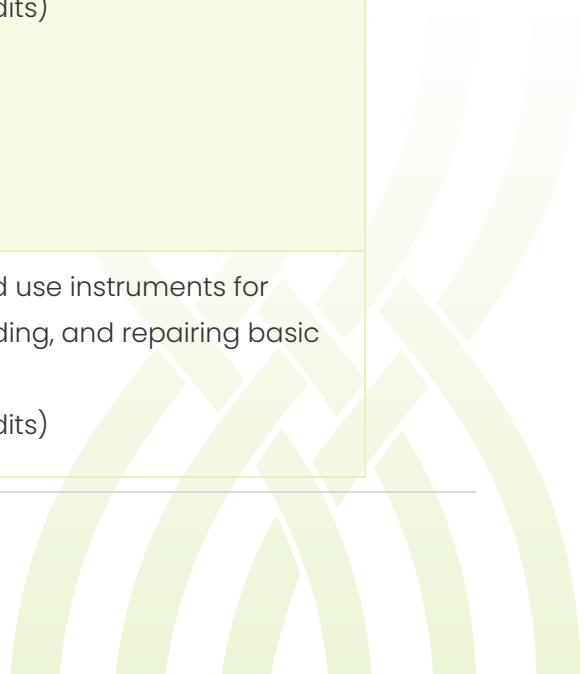 dits)
d use instruments for
ding, and repairing basic
dits)